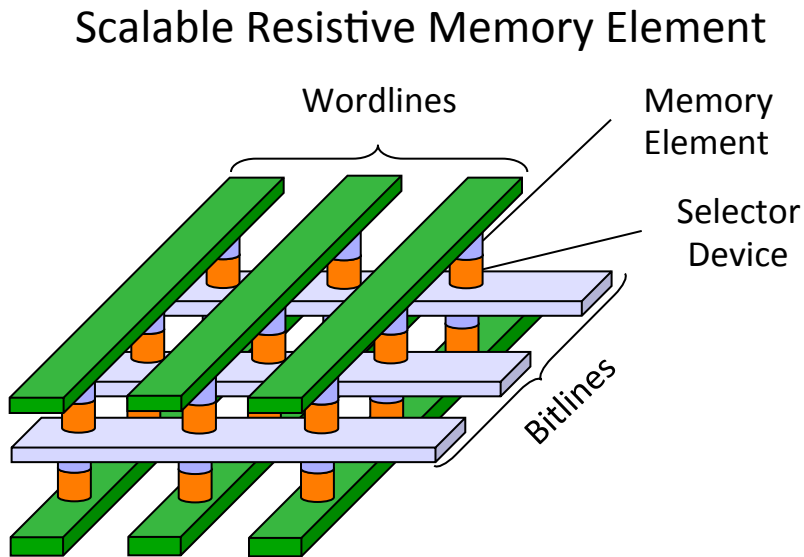 Scalable Resistive Memory Element
Wordlines
Memory
Element
Selector
Device
Bitlines